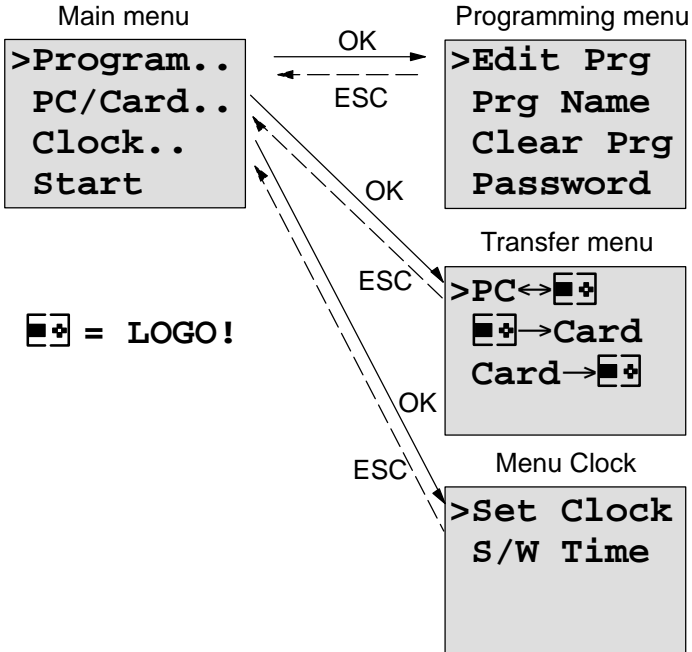 Main menu
>Program..
PC/Card..
Clock..
Start
OK
ESC
Programming menu
>Edit Prg
Prg Name
Clear Prg
Password
OK
ESC
Transfer menu
>PC↔
→Card
Card→
= LOGO!
OK
ESC
Menu Clock
>Set Clock
S/W Time